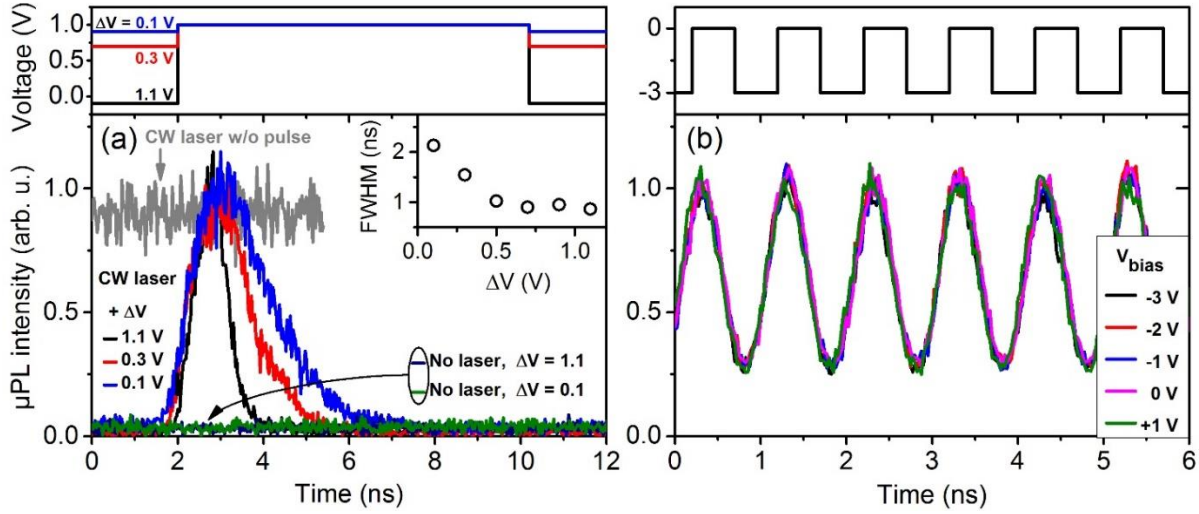 Voltage (V)
1.0
0.5
0.0
ΔV = 0.1 V
0.3 V
1.1 V
0
-3
(a)
CW laser w/o pulse
μPL intensity (arb. u.)
1.0
0.5
0.0
CW laser
+ ΔV
1.1 V
0.3 V
0.1 V
FWHM (ns)
2
1
0.0 0.5 1.0
ΔV (V)
No laser, ΔV = 1.1
No laser, ΔV = 0.1
0 2 4 6 8 10 12
Time (ns)
(b)
1.0
0.5
0.0
Vbias
-3 V
-2 V
-1 V
0 V
+1 V
0 1 2 3 4 5 6
Time (ns)